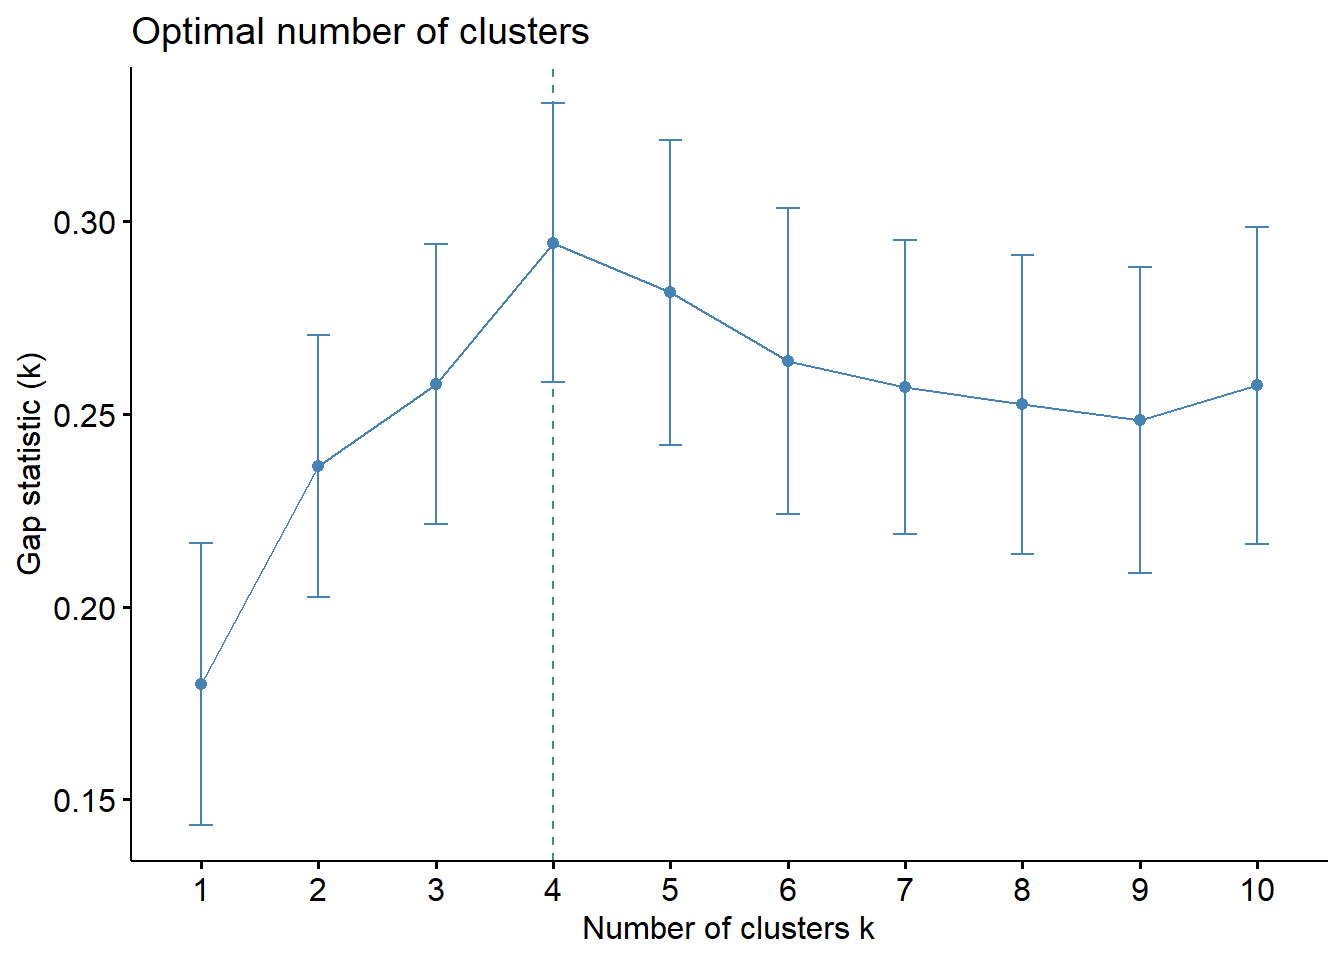 Optimal number of clusters
Gap statistic (k)
0.30
0.25
0.20
0.15
1 2 3 4 5 6 7 8 9 10
Number of clusters k